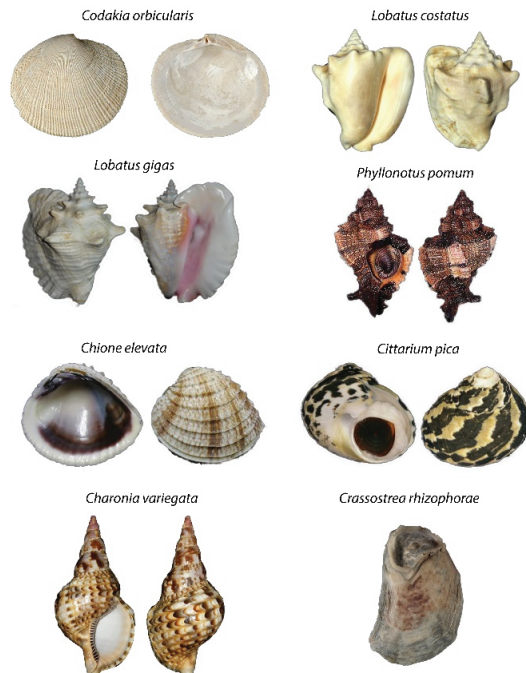 Codakia orbicularis
Lobatus costatus
Lobatus gigas
Phyllonotus pomum
Chione elevata
Cittarium pica
Charonia variegata
Crassostrea rhizophorae